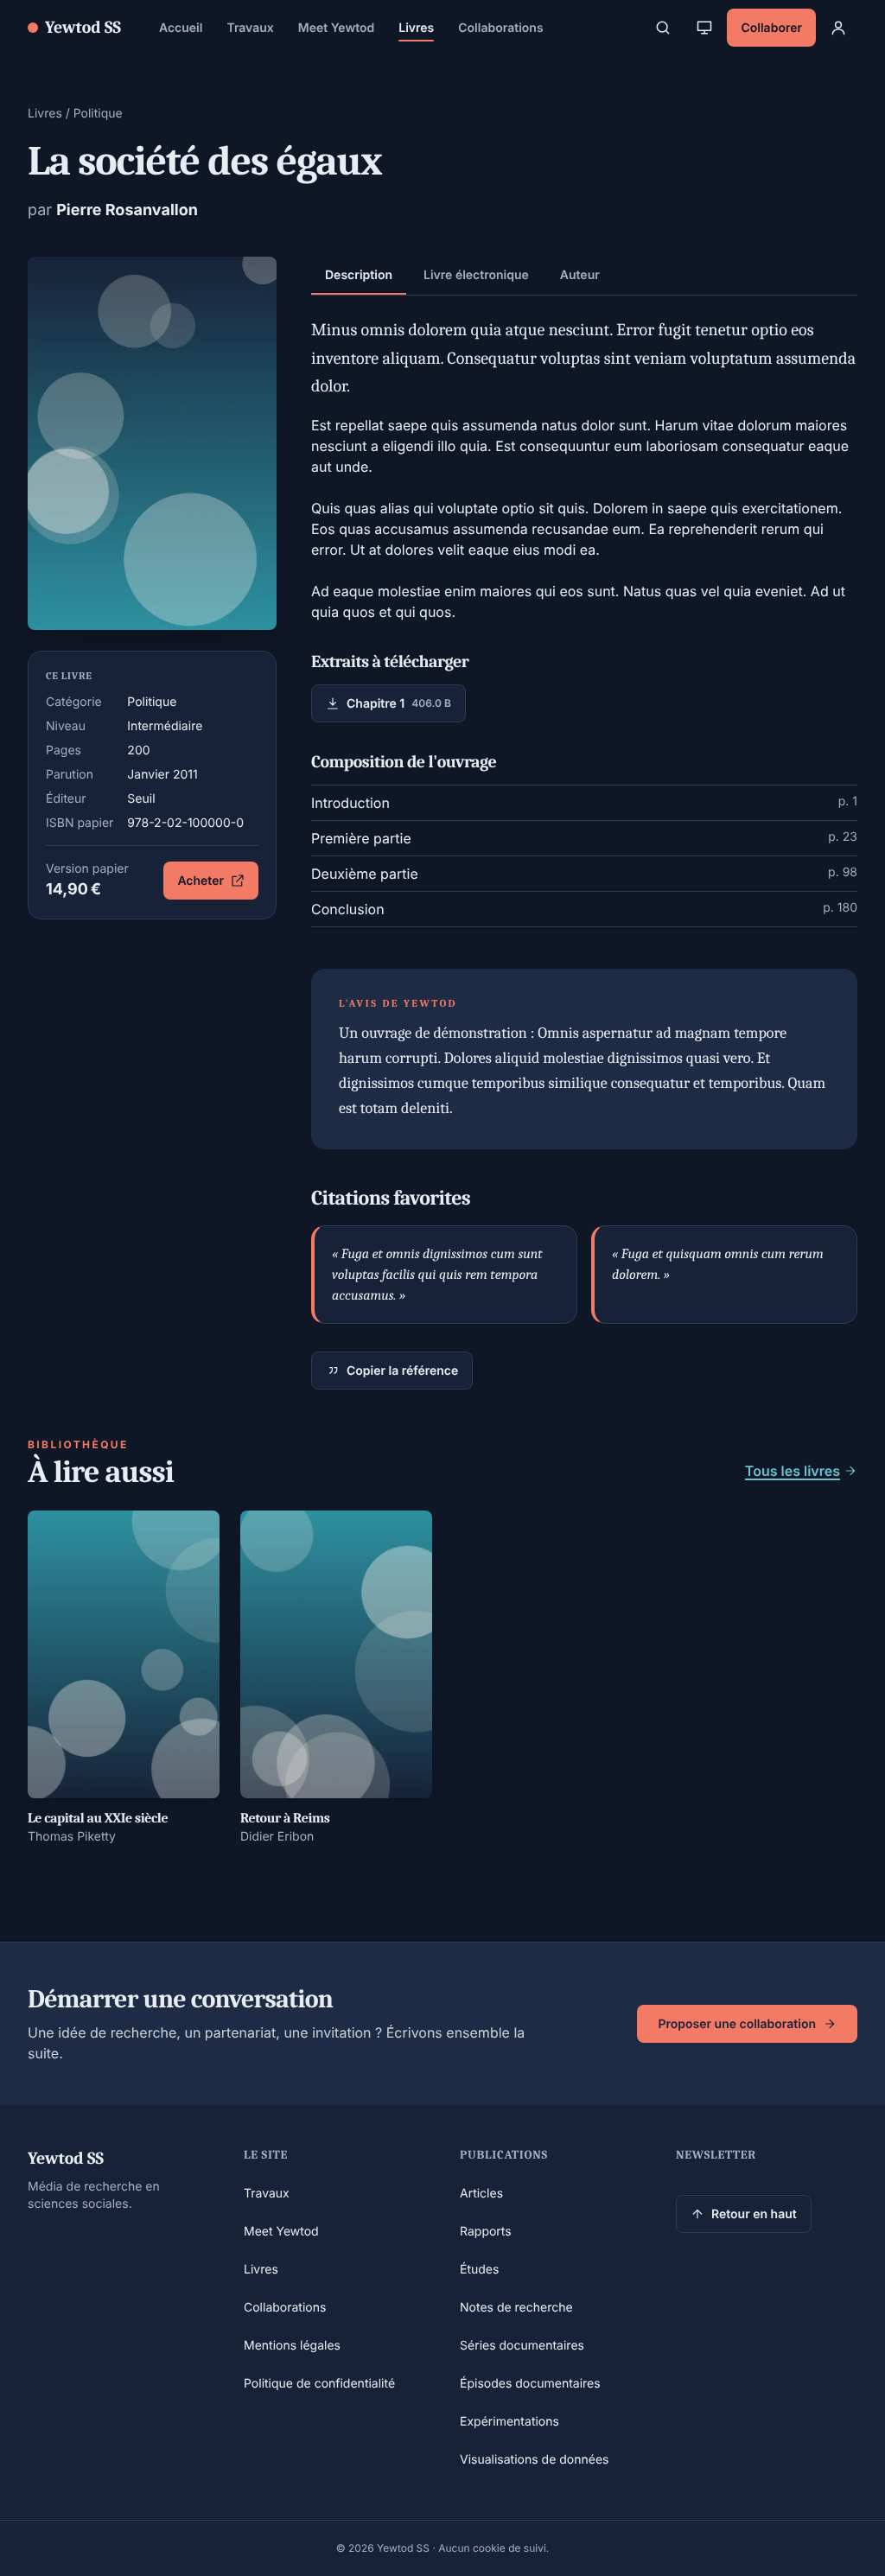 Yewtod SS
Accueil
Travaux
Meet Yewtod
Livres
Collaborations
Collaborer
Livres / Politique
La société des égaux
par Pierre Rosanvallon
CE LIVRE
Catégorie Politique
Niveau Intermédiaire
Pages 200
Parution Janvier 2011
Éditeur Seuil
ISBN papier 978-2-02-100000-0
Version papier
14,90 €
Acheter
Description
Livre électronique
Auteur
Minus omnis dolorem quia atque nesciunt. Error fugit tenetur optio eos
inventore aliquam. Consequatur voluptas sint veniam voluptatum assumenda
dolor.
Est repellat saepe quis assumenda natus dolor sunt. Harum vitae dolorum maiores
nesciunt a eligendi illo quia. Est consequuntur eum laboriosam consequatur eaque
aut unde.
Quis quas alias qui voluptate optio sit quis. Dolorem in saepe quis exercitationem.
Eos quas accusamus assumenda recusandae eum. Ea reprehenderit rerum qui
error. Ut at dolores velit eaque eius modi ea.
Ad eaque molestiae enim maiores qui eos sunt. Natus quas vel quia eveniet. Ad ut
quia quos et qui quos.
Extraits à télécharger
Chapitre 1 406.0 B
Composition de l'ouvrage
Introduction p. 1
Première partie p. 23
Deuxième partie p. 98
Conclusion p. 180
L'AVIS DE YEWTOD
Un ouvrage de démonstration : Omnis aspernatur ad magnam tempore
harum corrupti. Dolores aliquid molestiae dignissimos quasi vero. Et
dignissimos cumque temporibus similique consequatur et temporibus. Quam
est totam deleniti.
Citations favorites
« Fuga et omnis dignissimos cum sunt
voluptas facilis qui quis rem tempora
accusamus. »
« Fuga et quisquam omnis cum rerum
dolorem. »
Copier la référence
BIBLIOTHÈQUE
À lire aussi
Tous les livres
Le capital au XXIe siècle
Thomas Piketty
Retour à Reims
Didier Eribon
Démarrer une conversation
Une idée de recherche, un partenariat, une invitation ? Écrivons ensemble la
suite.
Proposer une collaboration
Yewtod SS
Média de recherche en
sciences sociales.
LE SITE
Travaux
Meet Yewtod
Livres
Collaborations
Mentions légales
Politique de confidentialité
PUBLICATIONS
Articles
Rapports
Études
Notes de recherche
Séries documentaires
Épisodes documentaires
Expérimentations
Visualisations de données
NEWSLETTER
Retour en haut
© 2026 Yewtod SS · Aucun cookie de suivi.